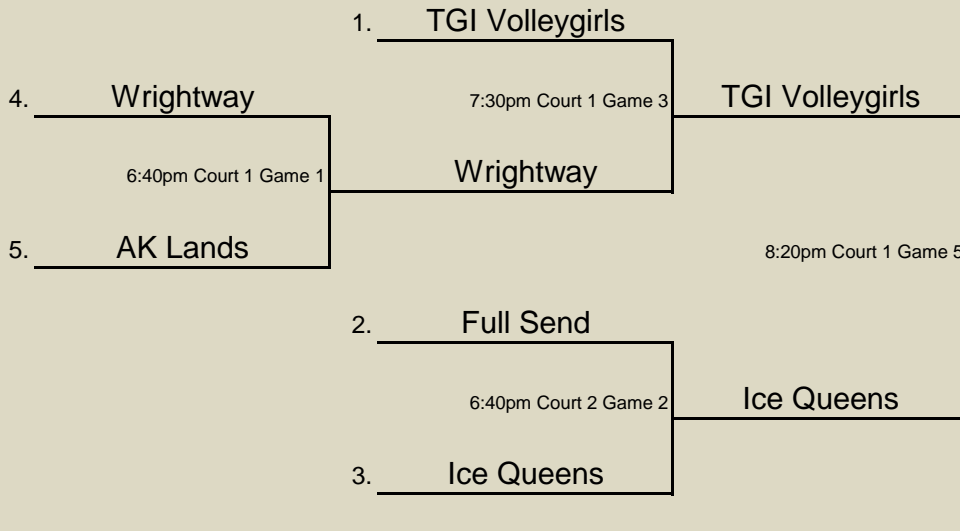 1. TGI Volleygirls
4. Wrightway
7:30pm Court 1 Game 3
TGI Volleygirls
6:40pm Court 1 Game 1
Wrightway
5. AK Lands
8:20pm Court 1 Game 5
2. Full Send
6:40pm Court 2 Game 2
Ice Queens
3. Ice Queens